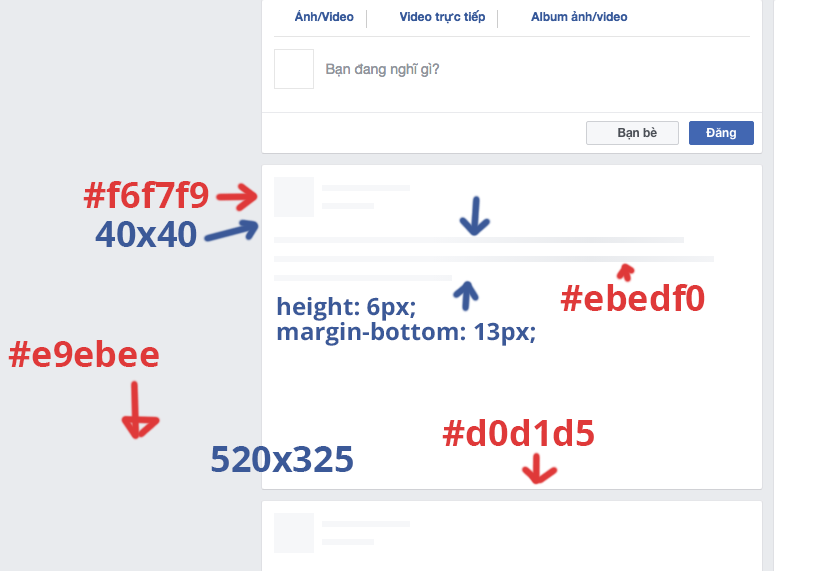 Ảnh/Video
Video trực tiếp
Album ảnh/video
Bạn đang nghĩ gì?
Bạn bè
Đăng
#f6f7f9
40x40
#ebedf0
height: 6px;
margin-bottom: 13px;
#e9ebee
#d0d1d5
520x325